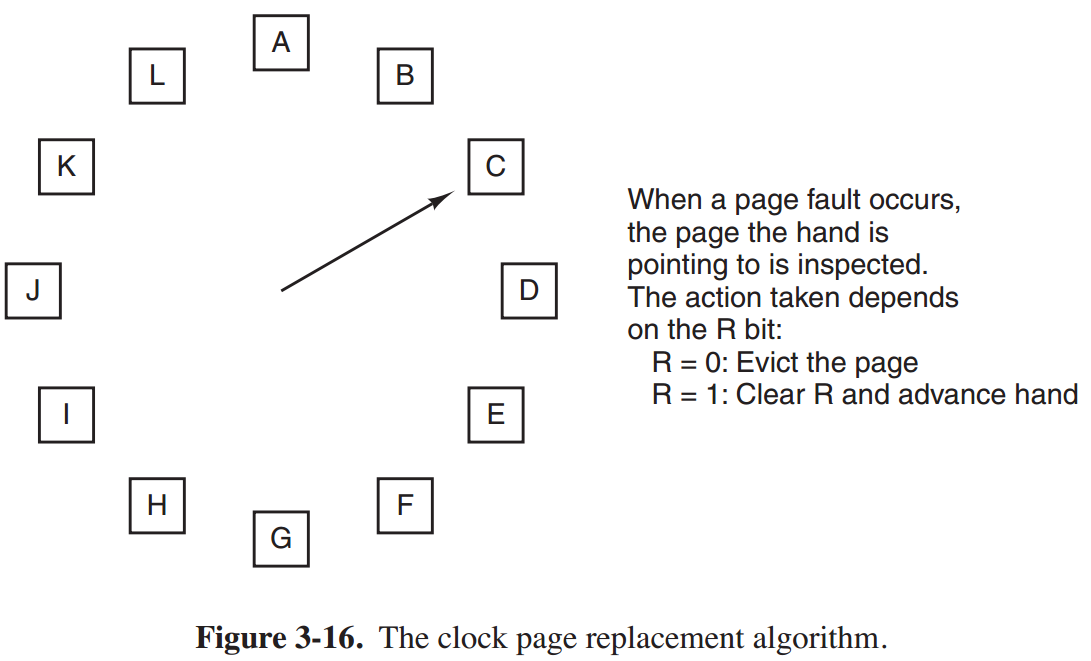 A
L
B
K
C
When a page fault occurs,
the page the hand is
pointing to is inspected.
The action taken depends
on the R bit:
R = 0: Evict the page
R = 1: Clear R and advance hand
J
D
I
E
H
F
G
Figure 3-16. The clock page replacement algorithm.